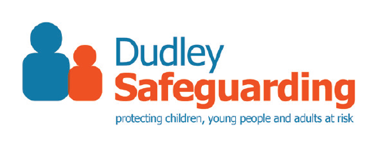 Dudley
Safeguarding
protecting children, young people and adults at risk